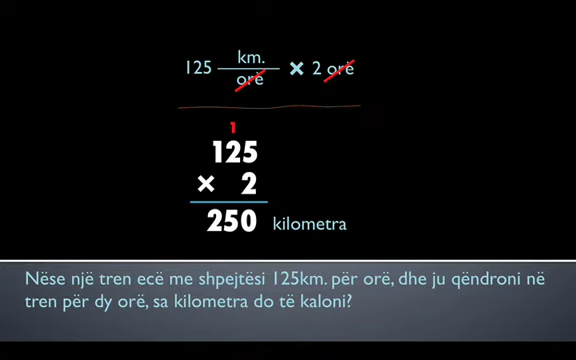 125 km. / orë × 2 orë
1
125
× 2
250 kilometra
Nëse një tren ecë me shpejtësi 125km. për orë, dhe ju qëndroni në
tren për dy orë, sa kilometra do të kaloni?